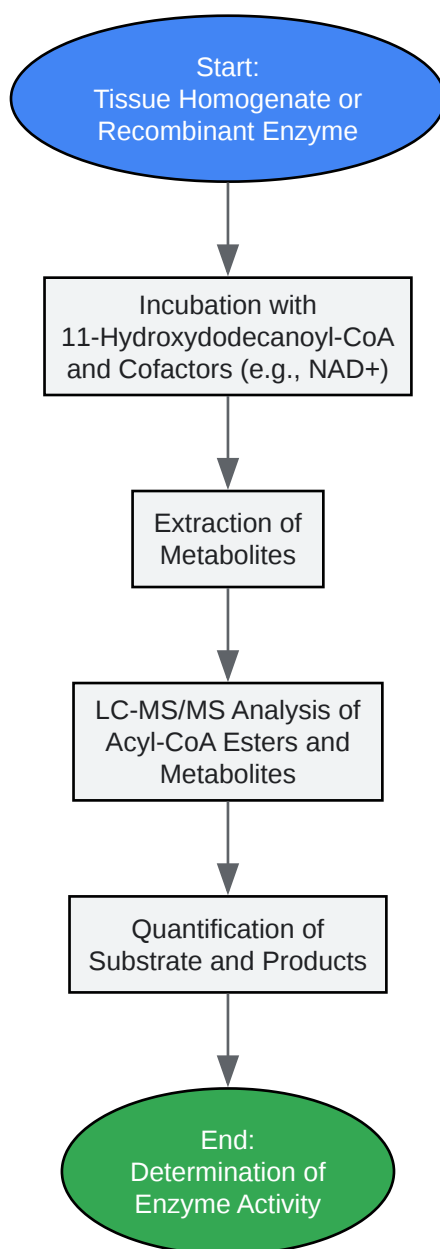 Start:
Tissue Homogenate or
Recombinant Enzyme
Incubation with
11-Hydroxydodecanoyl-CoA
and Cofactors (e.g., NAD+)
Extraction of
Metabolites
LC-MS/MS Analysis of
Acyl-CoA Esters and
Metabolites
Quantification of
Substrate and Products
End:
Determination of
Enzyme Activity